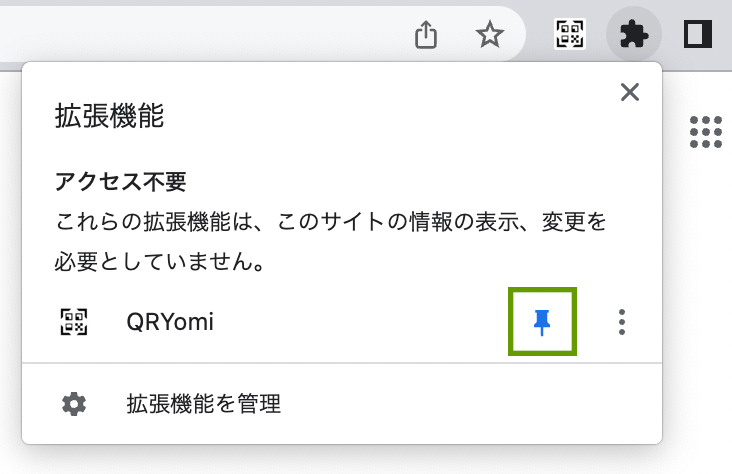 拡張機能
アクセス不要
これらの拡張機能は、このサイトの情報の表示、変更を
必要としていません。
QRYomi
拡張機能を管理